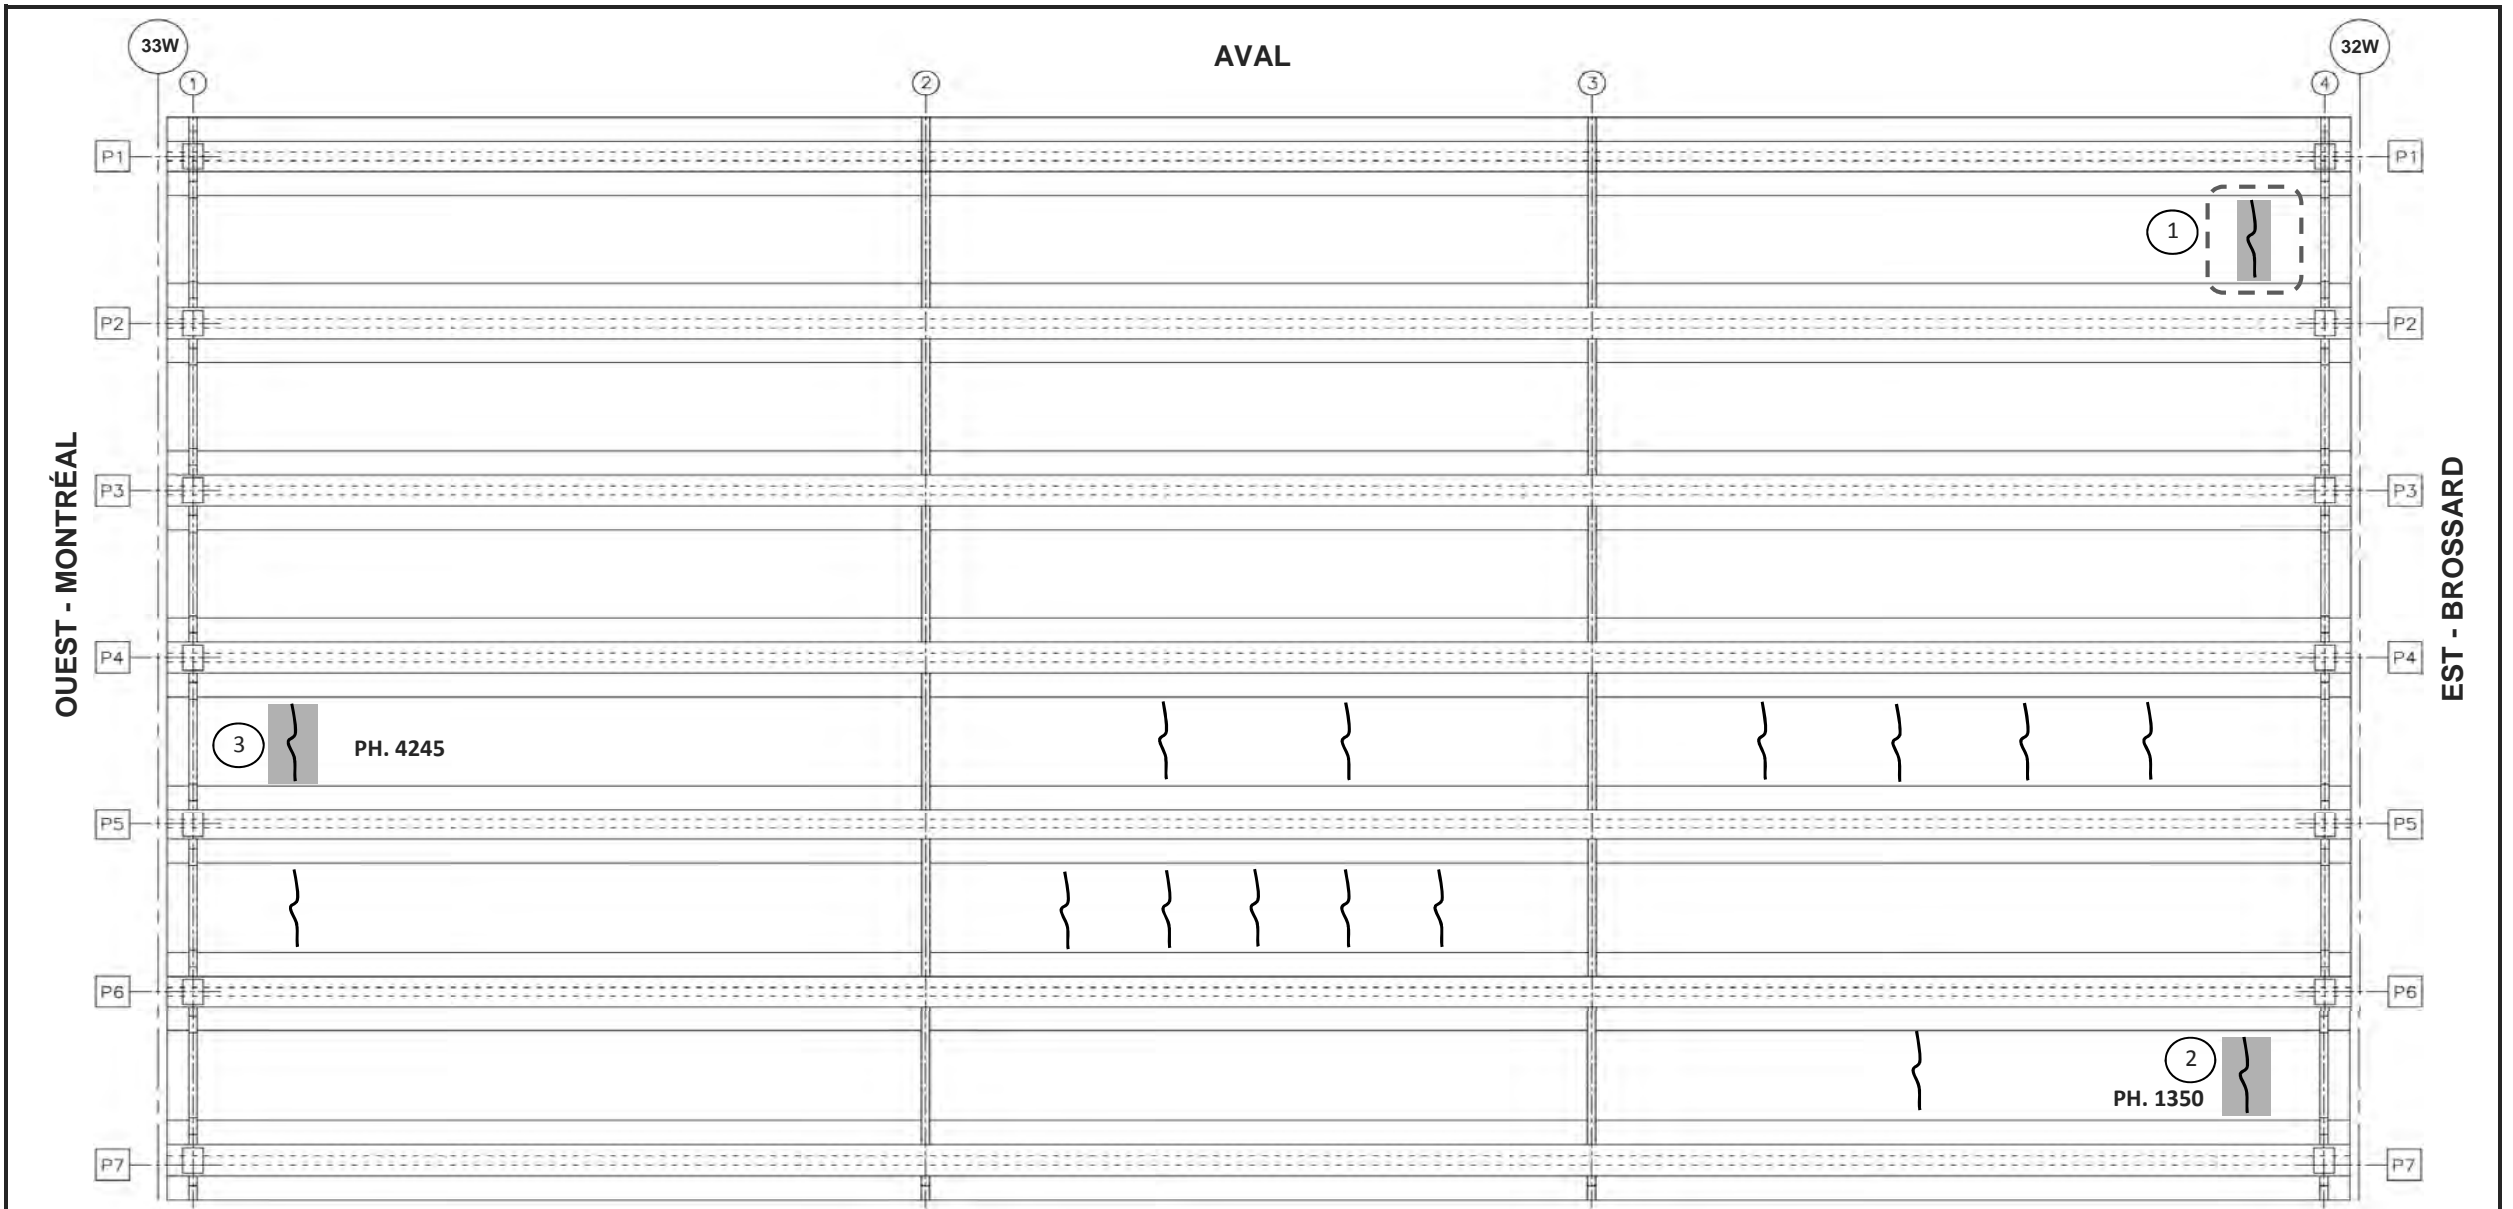 33W
AVAL
32W
1
2
3
4
P1
P1
1
P2
P2
OUEST - MONTRÉAL
EST - BROSSARD
P3
P3
P4
P4
3
PH. 4245
P5
P5
P6
P6
2
PH. 1350
P7
P7